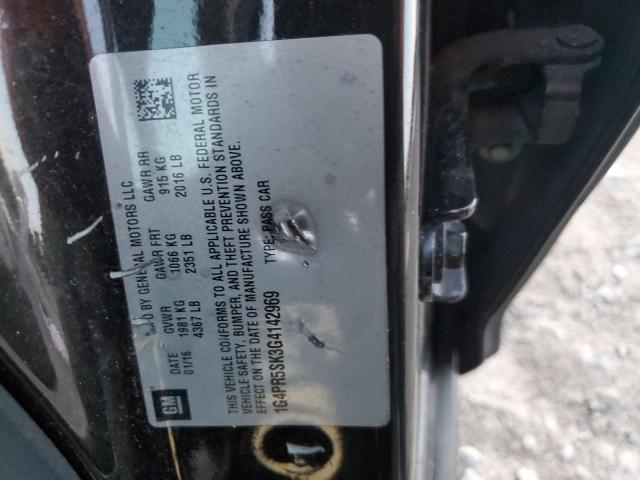 GM
D BY GENERAL MOTORS LLC
DATE GVWR GAWR FRT GAWR RR
01/16 1981 KG 1066 KG 915 KG
4367 LB 2351 LB 2016 LB
THIS VEHICLE CONFORMS TO ALL APPLICABLE U.S. FEDERAL MOTOR
VEHICLE SAFETY, BUMPER, AND THEFT PREVENTION STANDARDS IN
EFFECT ON THE DATE OF MANUFACTURE SHOWN ABOVE.
1G4PR5SK3G4142969 TYPE: PASS CAR